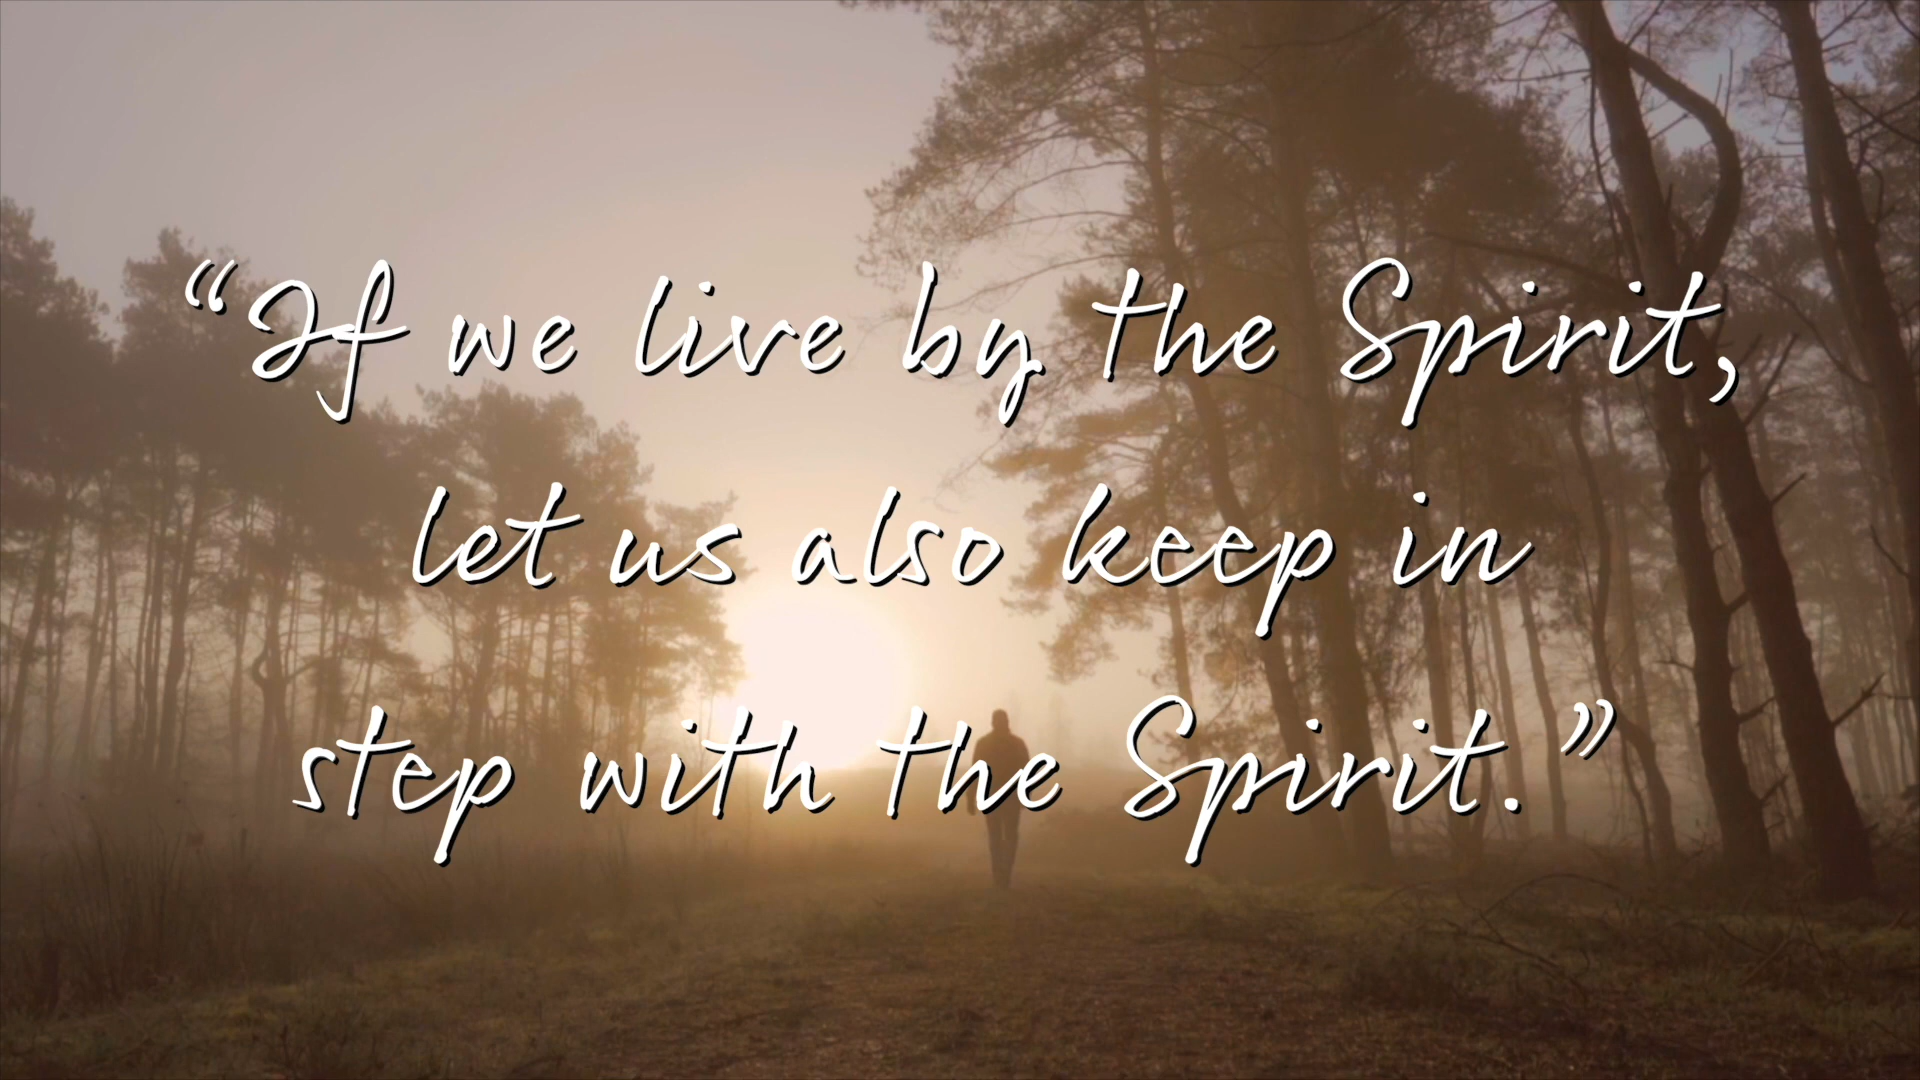 “If we live by the Spirit,
let us also keep in
step with the Spirit.”